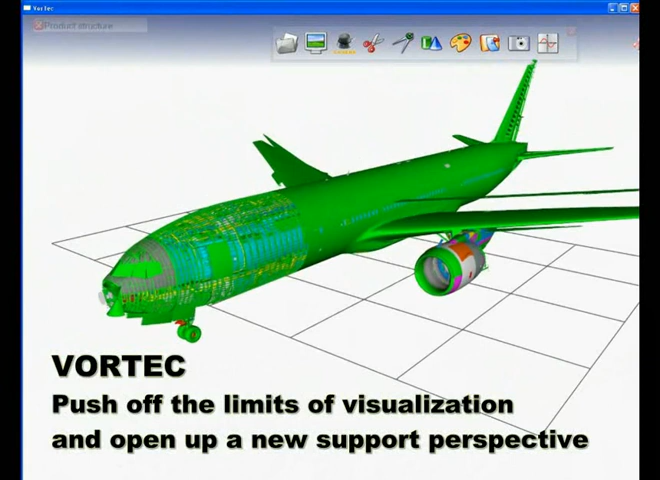 Vortec
Product structure
VORTEC
Push off the limits of visualization
and open up a new support perspective